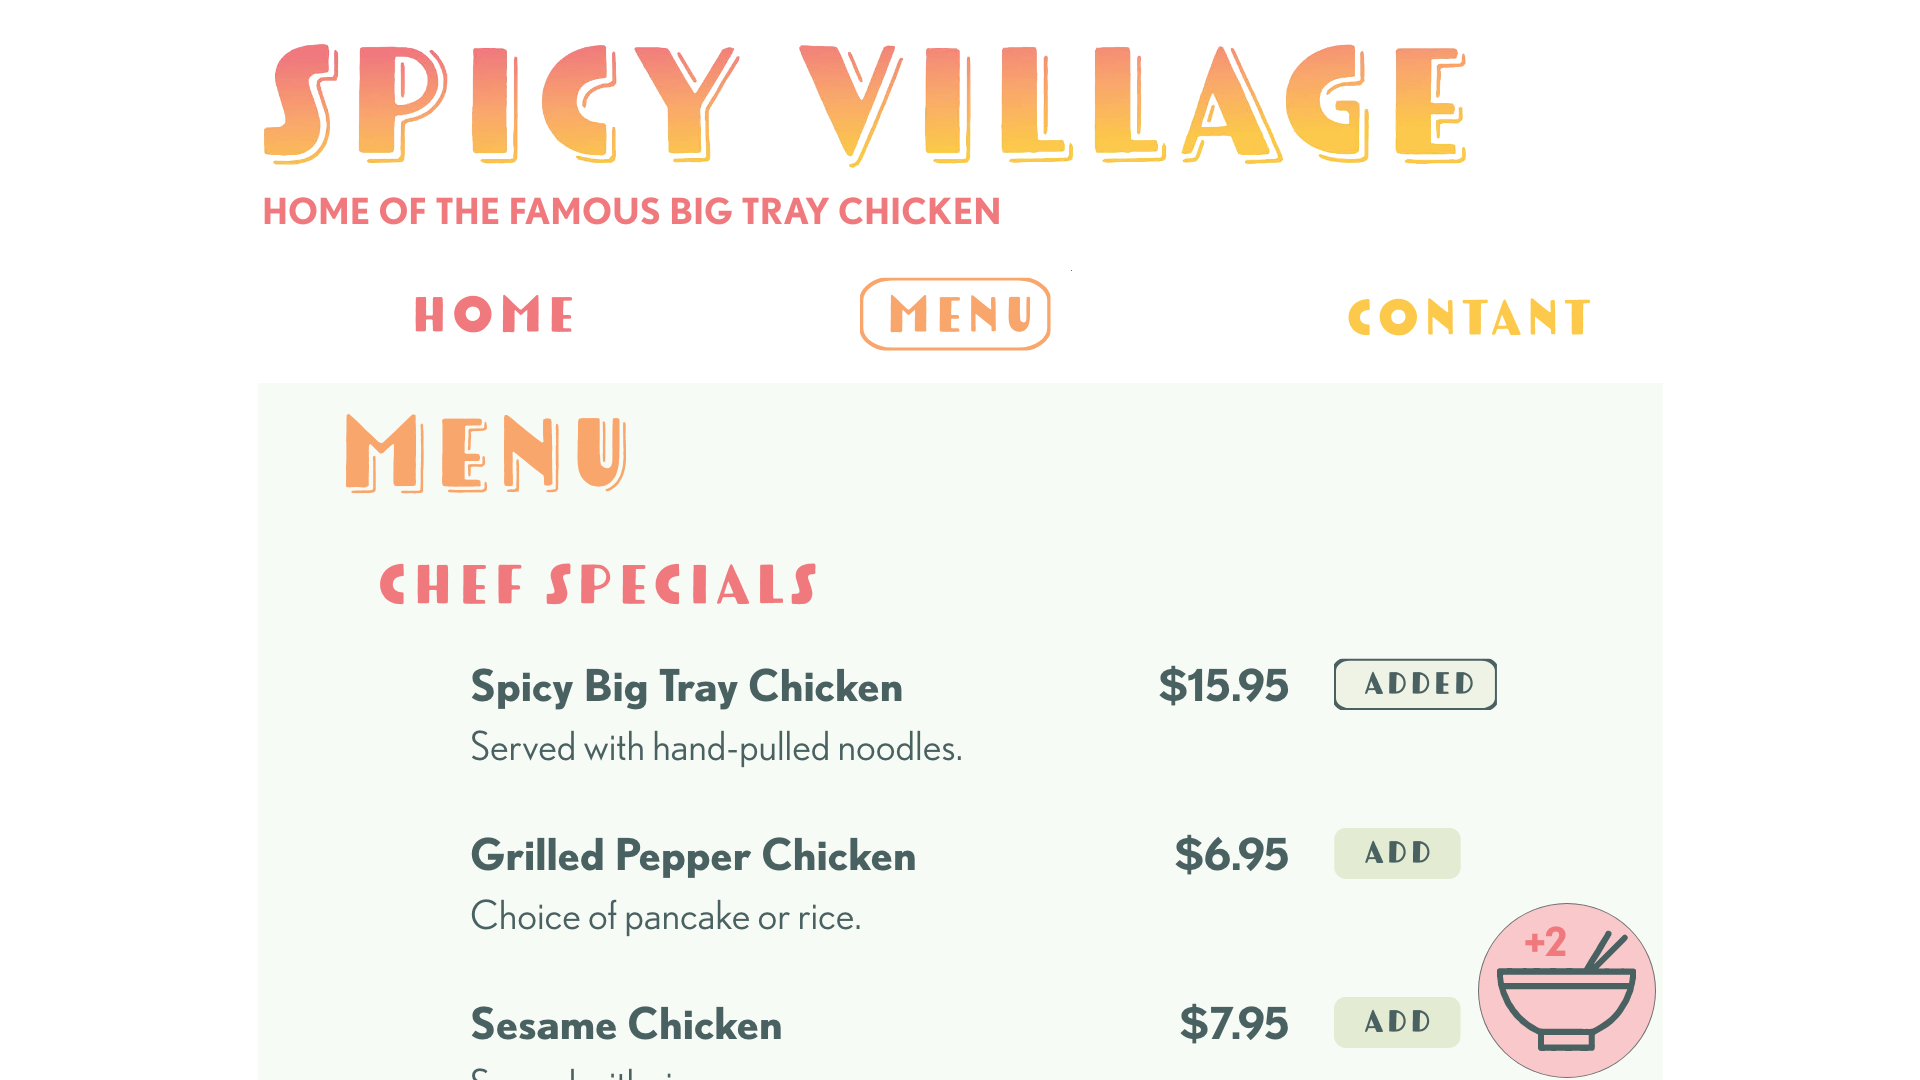 SPICY VILLAGE
HOME OF THE FAMOUS BIG TRAY CHICKEN
HOME
MENU
CONTANT
MENU
CHEF SPECIALS
Spicy Big Tray Chicken $15.95 ADDED
Served with hand-pulled noodles.
Grilled Pepper Chicken $6.95 ADD
Choice of pancake or rice.
+2
Sesame Chicken $7.95 ADD